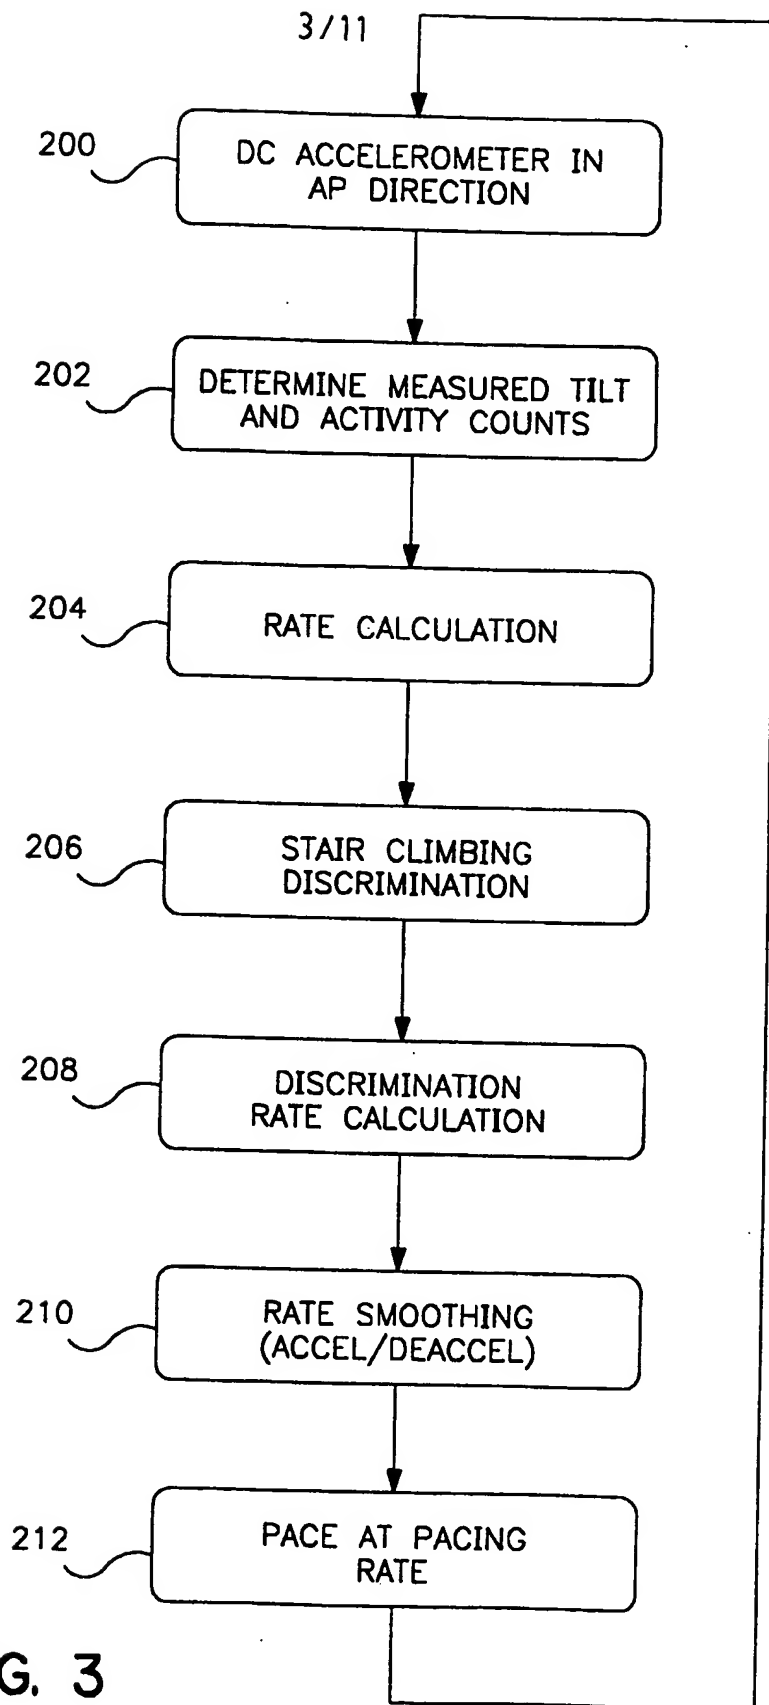 3/11
200
DC ACCELEROMETER IN
AP DIRECTION
202
DETERMINE MEASURED TILT
AND ACTIVITY COUNTS
204
RATE CALCULATION
206
STAIR CLIMBING
DISCRIMINATION
208
DISCRIMINATION
RATE CALCULATION
210
RATE SMOOTHING
(ACCEL/DEACCEL)
212
PACE AT PACING
RATE
G. 3